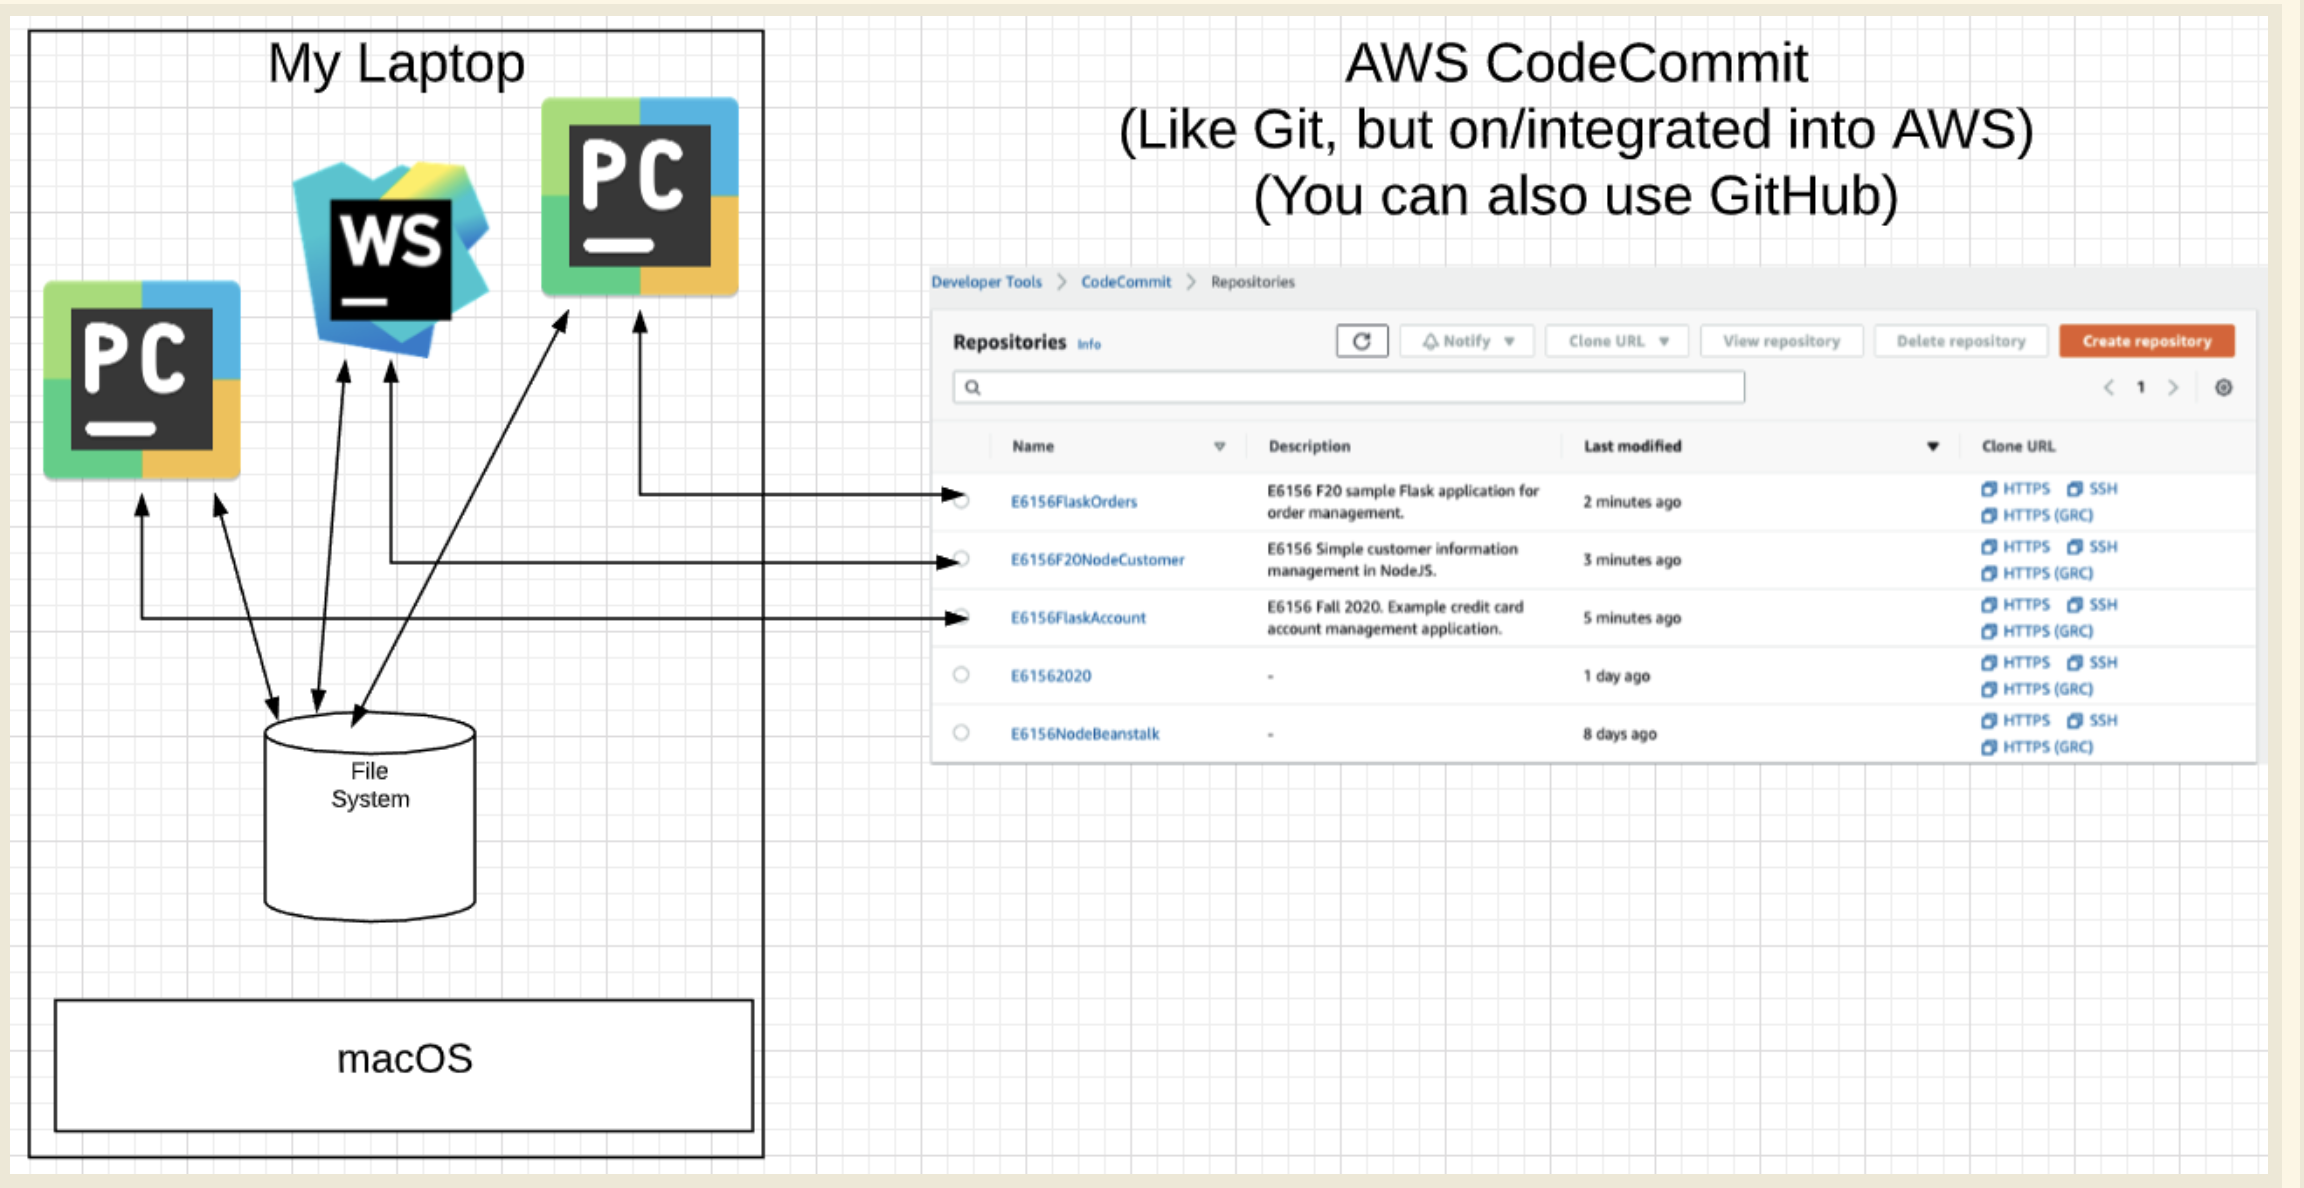 My Laptop
PC
WS
PC
File
System
macOS
AWS CodeCommit
(Like Git, but on/integrated into AWS)
(You can also use GitHub)
Developer Tools > CodeCommit > Repositories
Repositories Info
Notify Clone URL View repository Delete repository Create repository
1
Name Description Last modified Clone URL
E6156FlaskOrders
E6156 F20 sample Flask application for
order management.
2 minutes ago
HTTPS SSH
HTTPS (GRC)
E6156F20NodeCustomer
E6156 Simple customer information
management in NodeJS.
3 minutes ago
HTTPS SSH
HTTPS (GRC)
E6156FlaskAccount
E6156 Fall 2020. Example credit card
account management application.
5 minutes ago
HTTPS SSH
HTTPS (GRC)
E61562020
-
1 day ago
HTTPS SSH
HTTPS (GRC)
E6156NodeBeanstalk
-
8 days ago
HTTPS SSH
HTTPS (GRC)